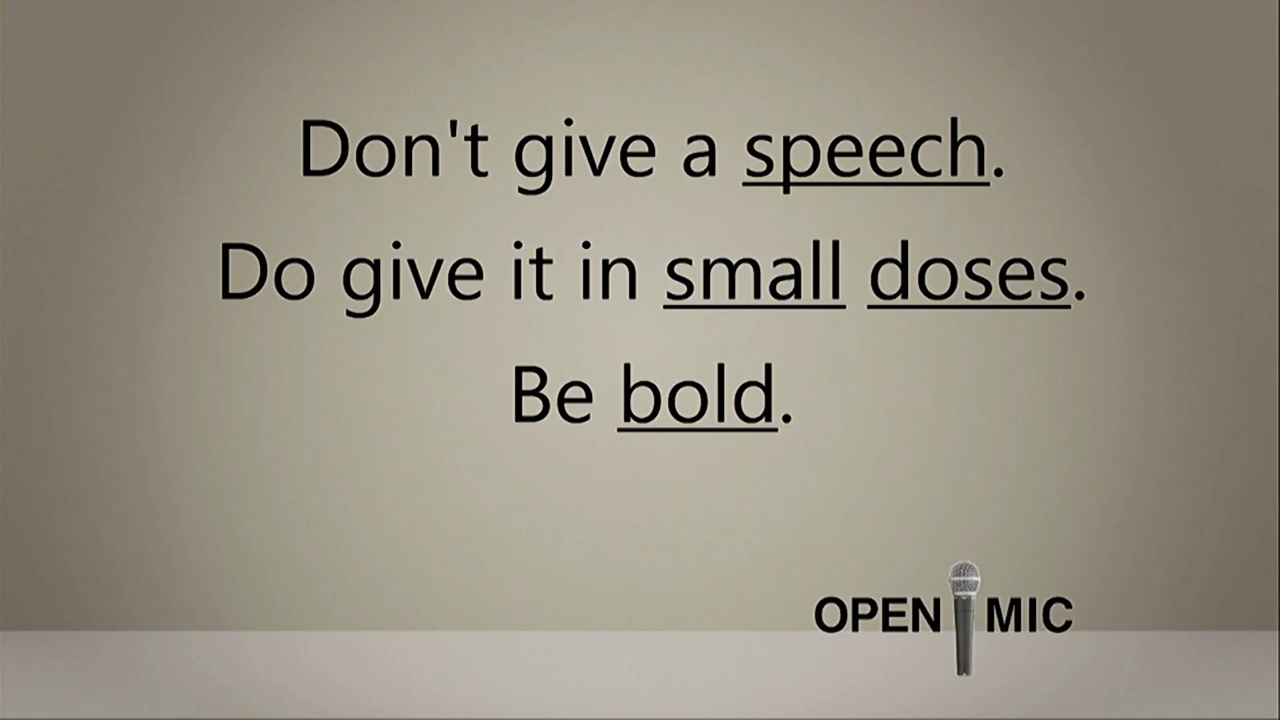 Don't give a speech.
Do give it in small doses.
Be bold.
OPEN MIC